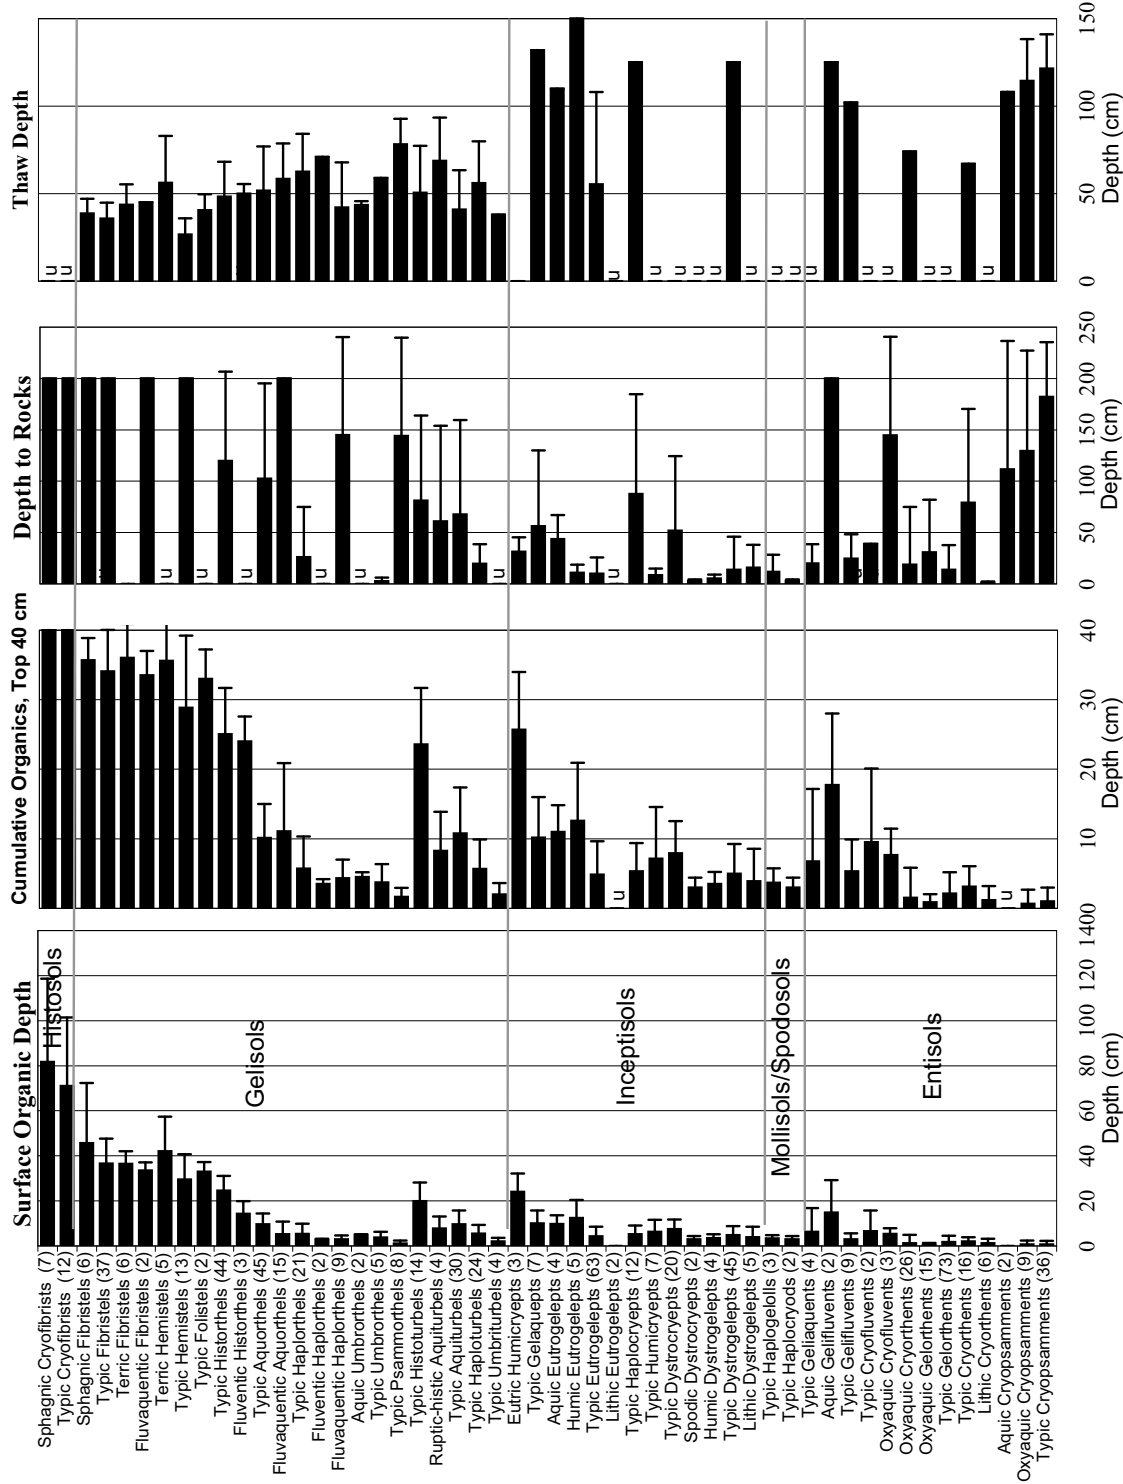 Surface Organic Depth
Cumulative Organics, Top 40 cm
Depth to Rocks
Thaw Depth
Histosols
Gelisols
Inceptisols
Mollisols/Spodosols
Entisols
Sphagnic Cryofibrists (7)
Typic Cryofibrists (12)
Sphagnic Fibristels (6)
Typic Fibristels (37)
Terric Fibristels (6)
Fluvaquentic Fibristels (2)
Terric Hemistels (5)
Typic Hemistels (13)
Typic Folistels (2)
Typic Historthels (44)
Fluventic Historthels (3)
Typic Aquorthels (45)
Fluvaquentic Aquorthels (15)
Typic Haplorthels (21)
Fluventic Haplorthels (2)
Fluvaquentic Haplorthels (9)
Aquic Umbrorthels (2)
Typic Umbrorthels (5)
Typic Psammorthels (8)
Typic Histoturbels (14)
Ruptic-histic Aquiturbels (4)
Typic Aquiturbels (30)
Typic Haploturbels (24)
Typic Umbriturbels (4)
Eutric Humicryepts (3)
Typic Gelaquepts (7)
Aquic Eutrogelepts (4)
Humic Eutrogelepts (5)
Typic Eutrogelepts (63)
Lithic Eutrogelepts (2)
Typic Haplocryepts (12)
Typic Humicryepts (7)
Typic Dystrocryepts (20)
Spodic Dystrocryepts (2)
Humic Dystrogelepts (4)
Typic Dystrogelepts (45)
Lithic Dystrogelepts (5)
Typic Haplogelolls (3)
Typic Haplocryods (2)
Typic Geliaquents (4)
Aquic Gelifluvents (2)
Typic Gelifluvents (9)
Typic Cryofluvents (2)
Oxyaquic Cryofluvents (3)
Oxyaquic Cryorthents (26)
Oxyaquic Gelorthents (15)
Typic Gelorthents (73)
Typic Cryorthents (16)
Lithic Cryorthents (6)
Aquic Cryopsamments (2)
Oxyaquic Cryopsamments (9)
Typic Cryopsamments (36)
0 20 40 60 80 100 120 140
Depth (cm)
0 10 20 30 40
Depth (cm)
u u
0 50 100 150 200 250
Depth (cm)
u u u u u u u u
0 50 100 150
Depth (cm)
u u u u u u u u u u u u u u